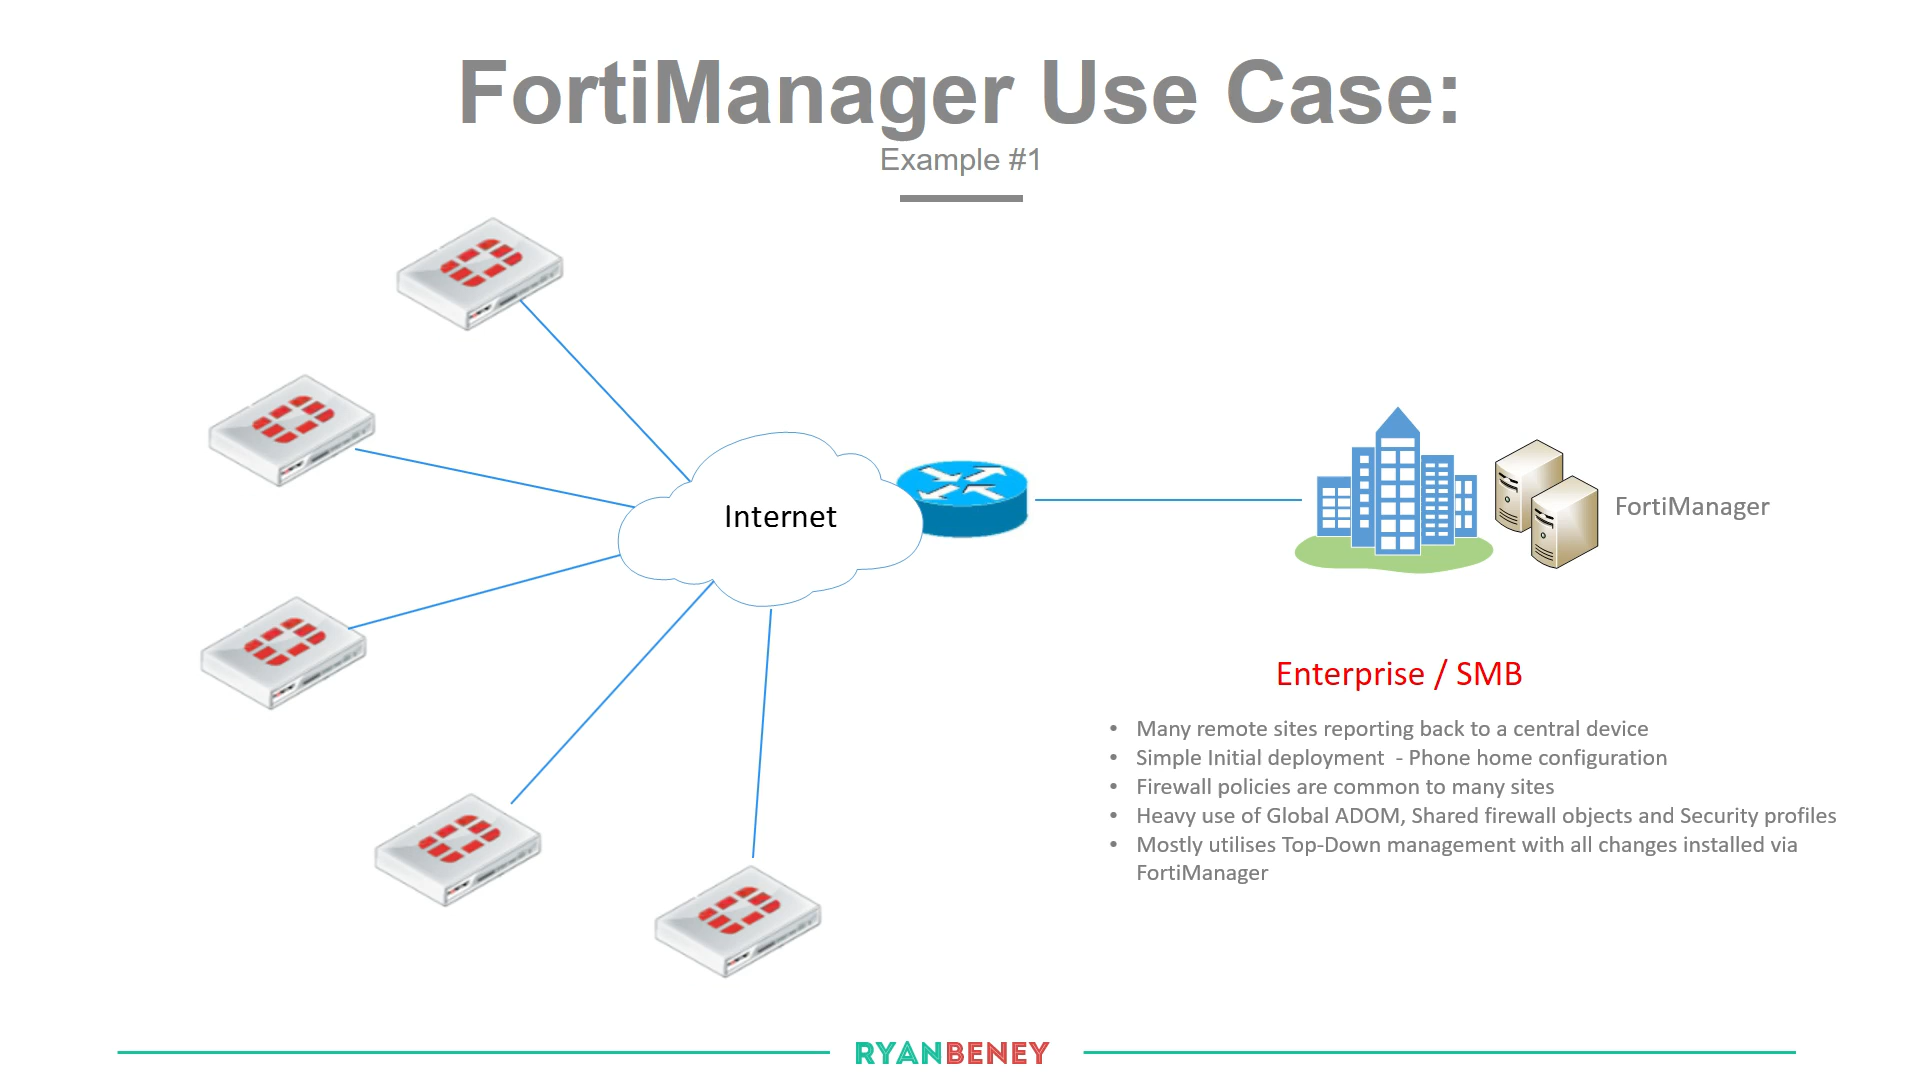 FortiManager Use Case:
Example #1
Internet
FortiManager
Enterprise / SMB
• Many remote sites reporting back to a central device
• Simple Initial deployment  - Phone home configuration
• Firewall policies are common to many sites
• Heavy use of Global ADOM, Shared firewall objects and Security profiles
• Mostly utilises Top-Down management with all changes installed via
FortiManager
RYANBENEY